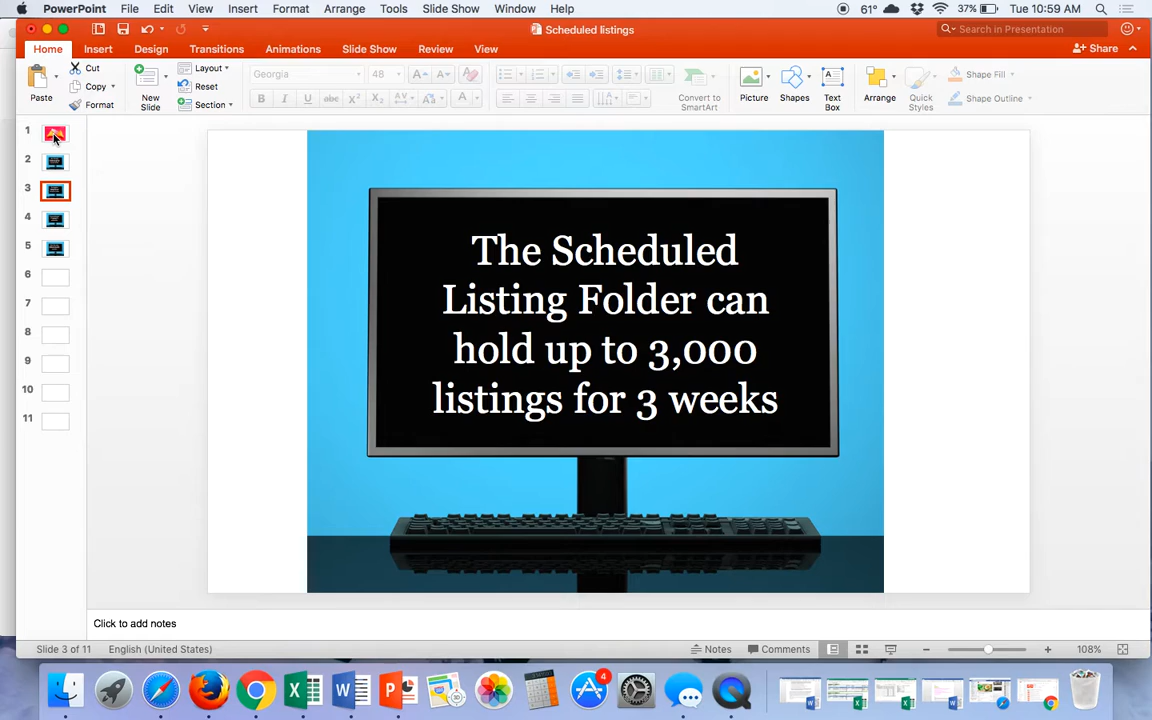 PowerPoint File Edit View Insert Format Arrange Tools Slide Show Window Help 61° 37% Tue 10:59 AM
Scheduled listings
Search in Presentation
Home Insert Design Transitions Animations Slide Show Review View Share
Paste Cut Copy Format
New Slide Layout Reset Section
Georgia 48
B I U abc X² X₂ A
Convert to SmartArt
Picture Shapes Text Box Arrange Quick Styles Shape Fill Shape Outline
1
2
3
4
5
6
7
8
9
10
11
The Scheduled
Listing Folder can
hold up to 3,000
listings for 3 weeks
Click to add notes
Slide 3 of 11 English (United States) Notes Comments 108%
4